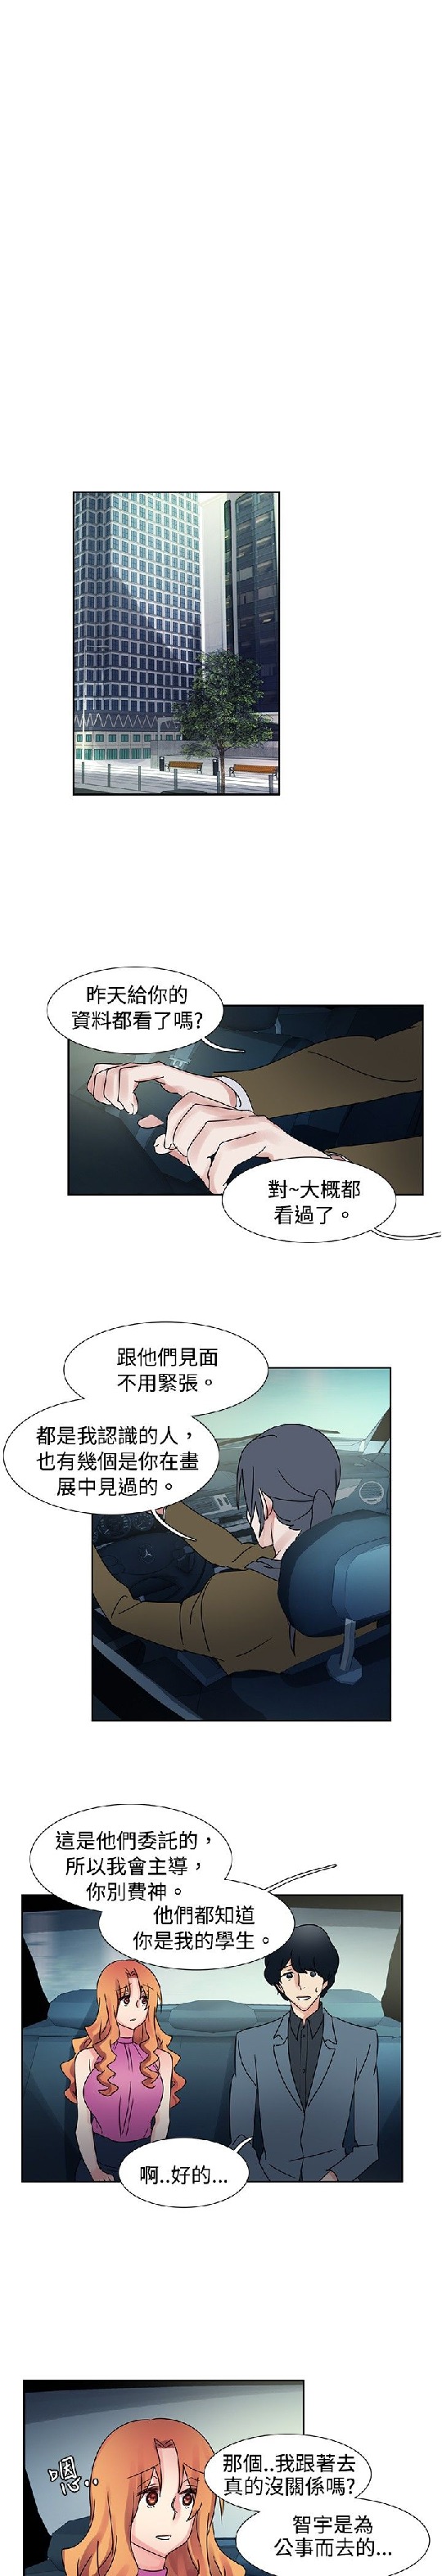 昨天給你的
資料都看了嗎?
對~大概都
看過了。
跟他們見面
不用緊張。
都是我認識的人，
也有幾個是你在畫
展中見過的。
這是他們委託的，
所以我會主導，
你別費神。
他們都知道
你是我的學生。
啊..好的...
嗯..
那個..我跟著去
真的沒關係嗎?
智宇是為
公事而去的...